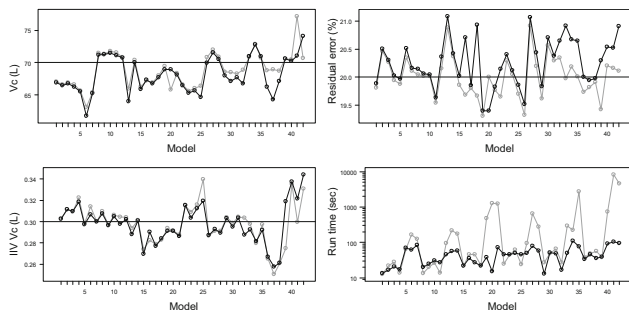 75
70
65
Vc (L)
5 10 15 20 25 30 35 40
Model
21.0
20.5
20.0
19.5
Residual error (%)
5 10 15 20 25 30 35 40
Model
0.34
0.32
0.30
0.28
0.26
IIV Vc (L)
5 10 15 20 25 30 35 40
Model
10000
1000
100
10
Run time (sec)
5 10 15 20 25 30 35 40
Model